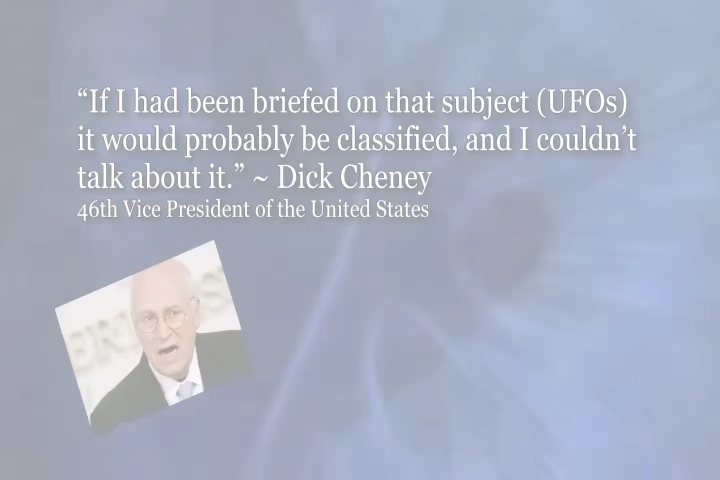 “If I had been briefed on that subject (UFOs)
it would probably be classified, and I couldn’t
talk about it.” ~ Dick Cheney
46th Vice President of the United States